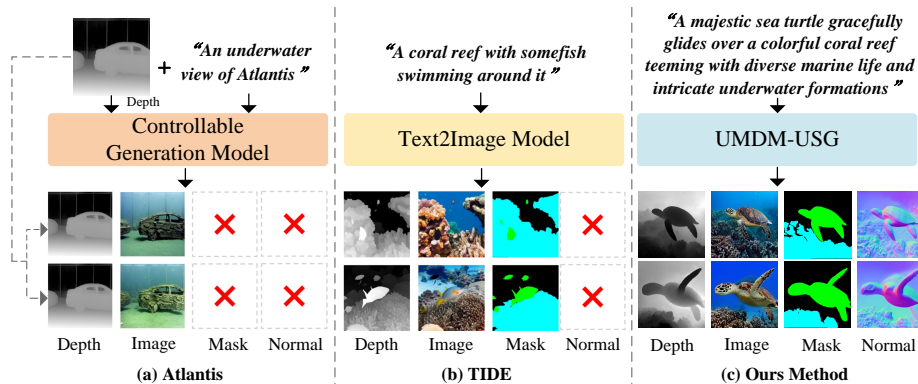 “An underwater
view of Atlantis ”
+
Depth
Controllable
Generation Model
Depth Image Mask Normal
(a) Atlantis
“A coral reef with somefish
swimming around it”
Text2Image Model
Depth Image Mask Normal
(b) TIDE
“A majestic sea turtle gracefully
glides over a colorful coral reef
teeming with diverse marine life and
intricate underwater formations ”
UMDM-USG
Depth Image Mask Normal
(c) Ours Method